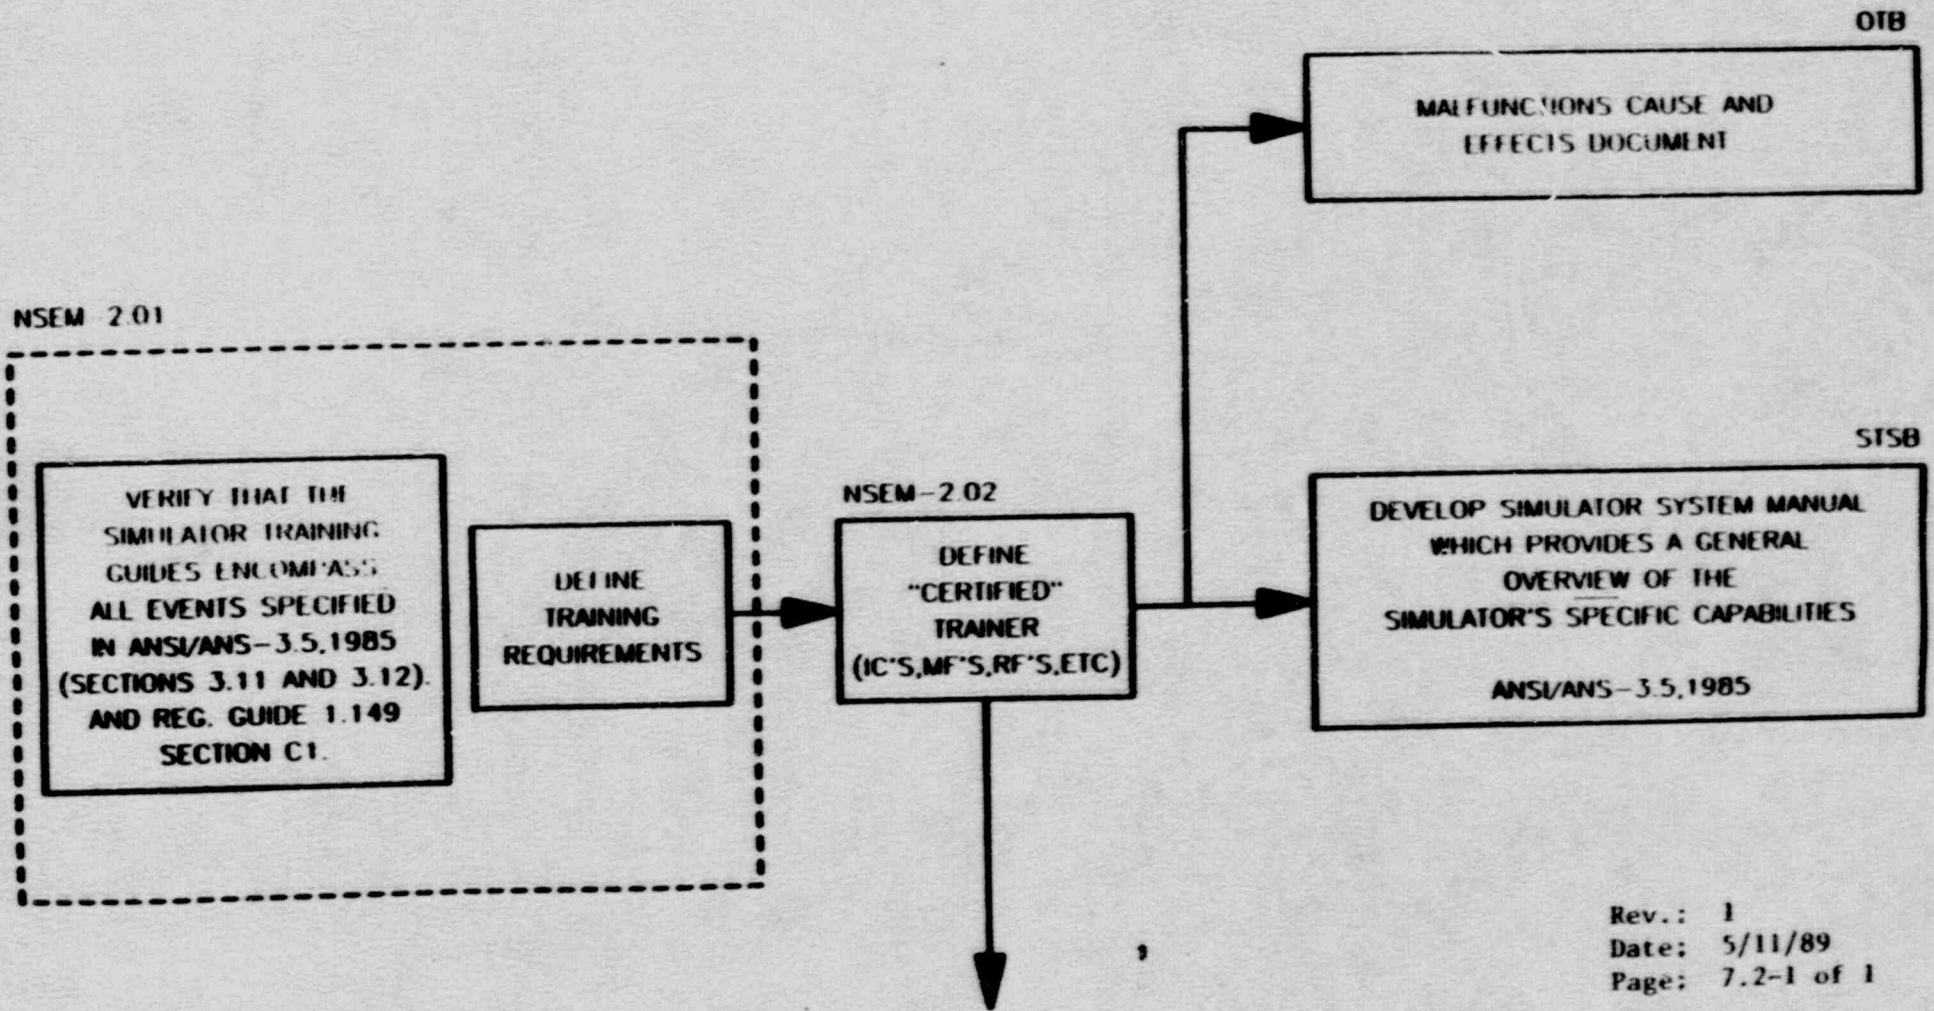 OTB
MALFUNCTIONS CAUSE AND
EFFECTS DOCUMENT
NSEM 2.01
VERIFY THAT THE
SIMULATOR TRAINING
GUIDES ENCOMPASS
ALL EVENTS SPECIFIED
IN ANSI/ANS-3.5,1985
(SECTIONS 3.11 AND 3.12).
AND REG. GUIDE 1.149
SECTION C1.
DEFINE
TRAINING
REQUIREMENTS
NSEM-2.02
DEFINE
"CERTIFIED"
TRAINER
(IC'S,MF'S,RF'S,ETC)
STSB
DEVELOP SIMULATOR SYSTEM MANUAL
WHICH PROVIDES A GENERAL
OVERVIEW OF THE
SIMULATOR'S SPECIFIC CAPABILITIES
ANSI/ANS-3.5,1985
Rev.: 1
Date: 5/11/89
Page: 7.2-1 of 1